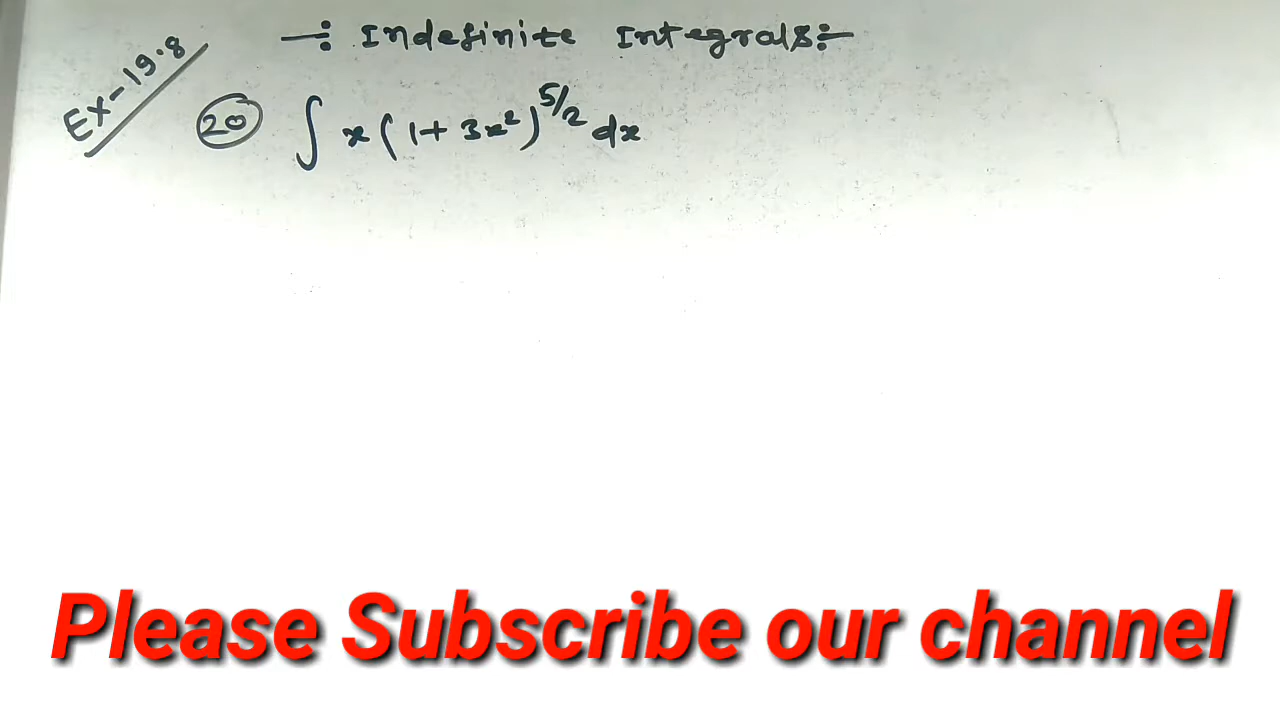 -: Indefinite Integrals:-
Ex-19.8
20 ∫ x(1+3x²)^5/2 dx
Please Subscribe our channel